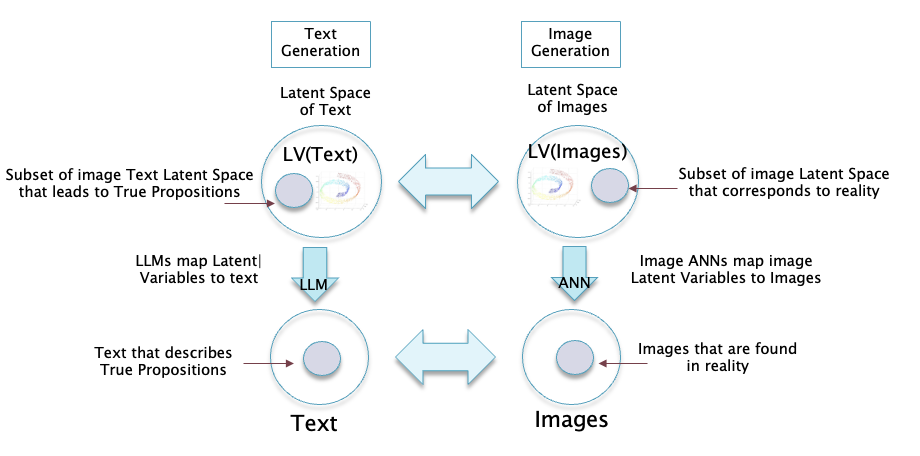 Text
Generation
Image
Generation
Latent Space
of Text
Latent Space
of Images
LV(Text)
LV(Images)
Subset of image Text Latent Space
that leads to True Propositions
Subset of image Latent Space
that corresponds to reality
LLMs map Latent
Variables to text
LLM
ANN
Image ANNs map image
Latent Variables to Images
Text that describes
True Propositions
Images that are found
in reality
Text
Images